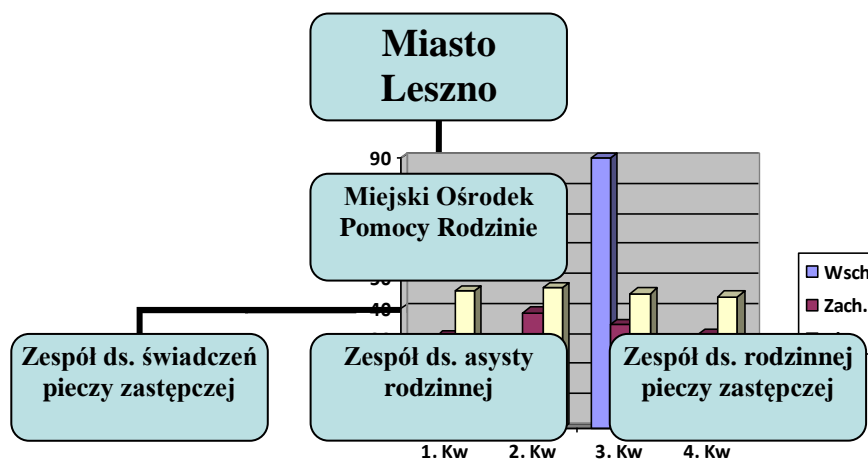 Miasto
Leszno
90
Miejski Ośrodek
Pomocy Rodzinie
40
Wsch
Zach.
Zespół ds. świadczeń
pieczy zastępczej
Zespół ds. asysty
rodzinnej
Zespół ds. rodzinnej
pieczy zastępczej
1. Kw
2. Kw
3. Kw
4. Kw